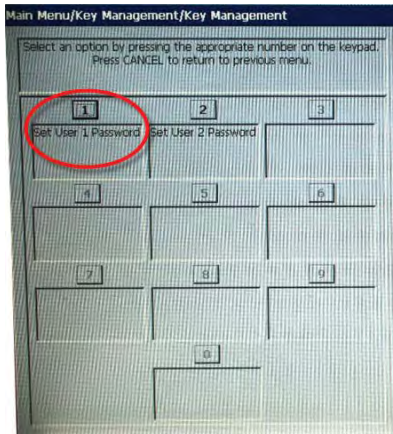 Main Menu/Key Management/Key Management
Select an option by pressing the appropriate number on the keypad.
Press CANCEL to return to previous menu.
1 2 3
Set User 1 Password Set User 2 Password
4 5 6
7 8 9
0